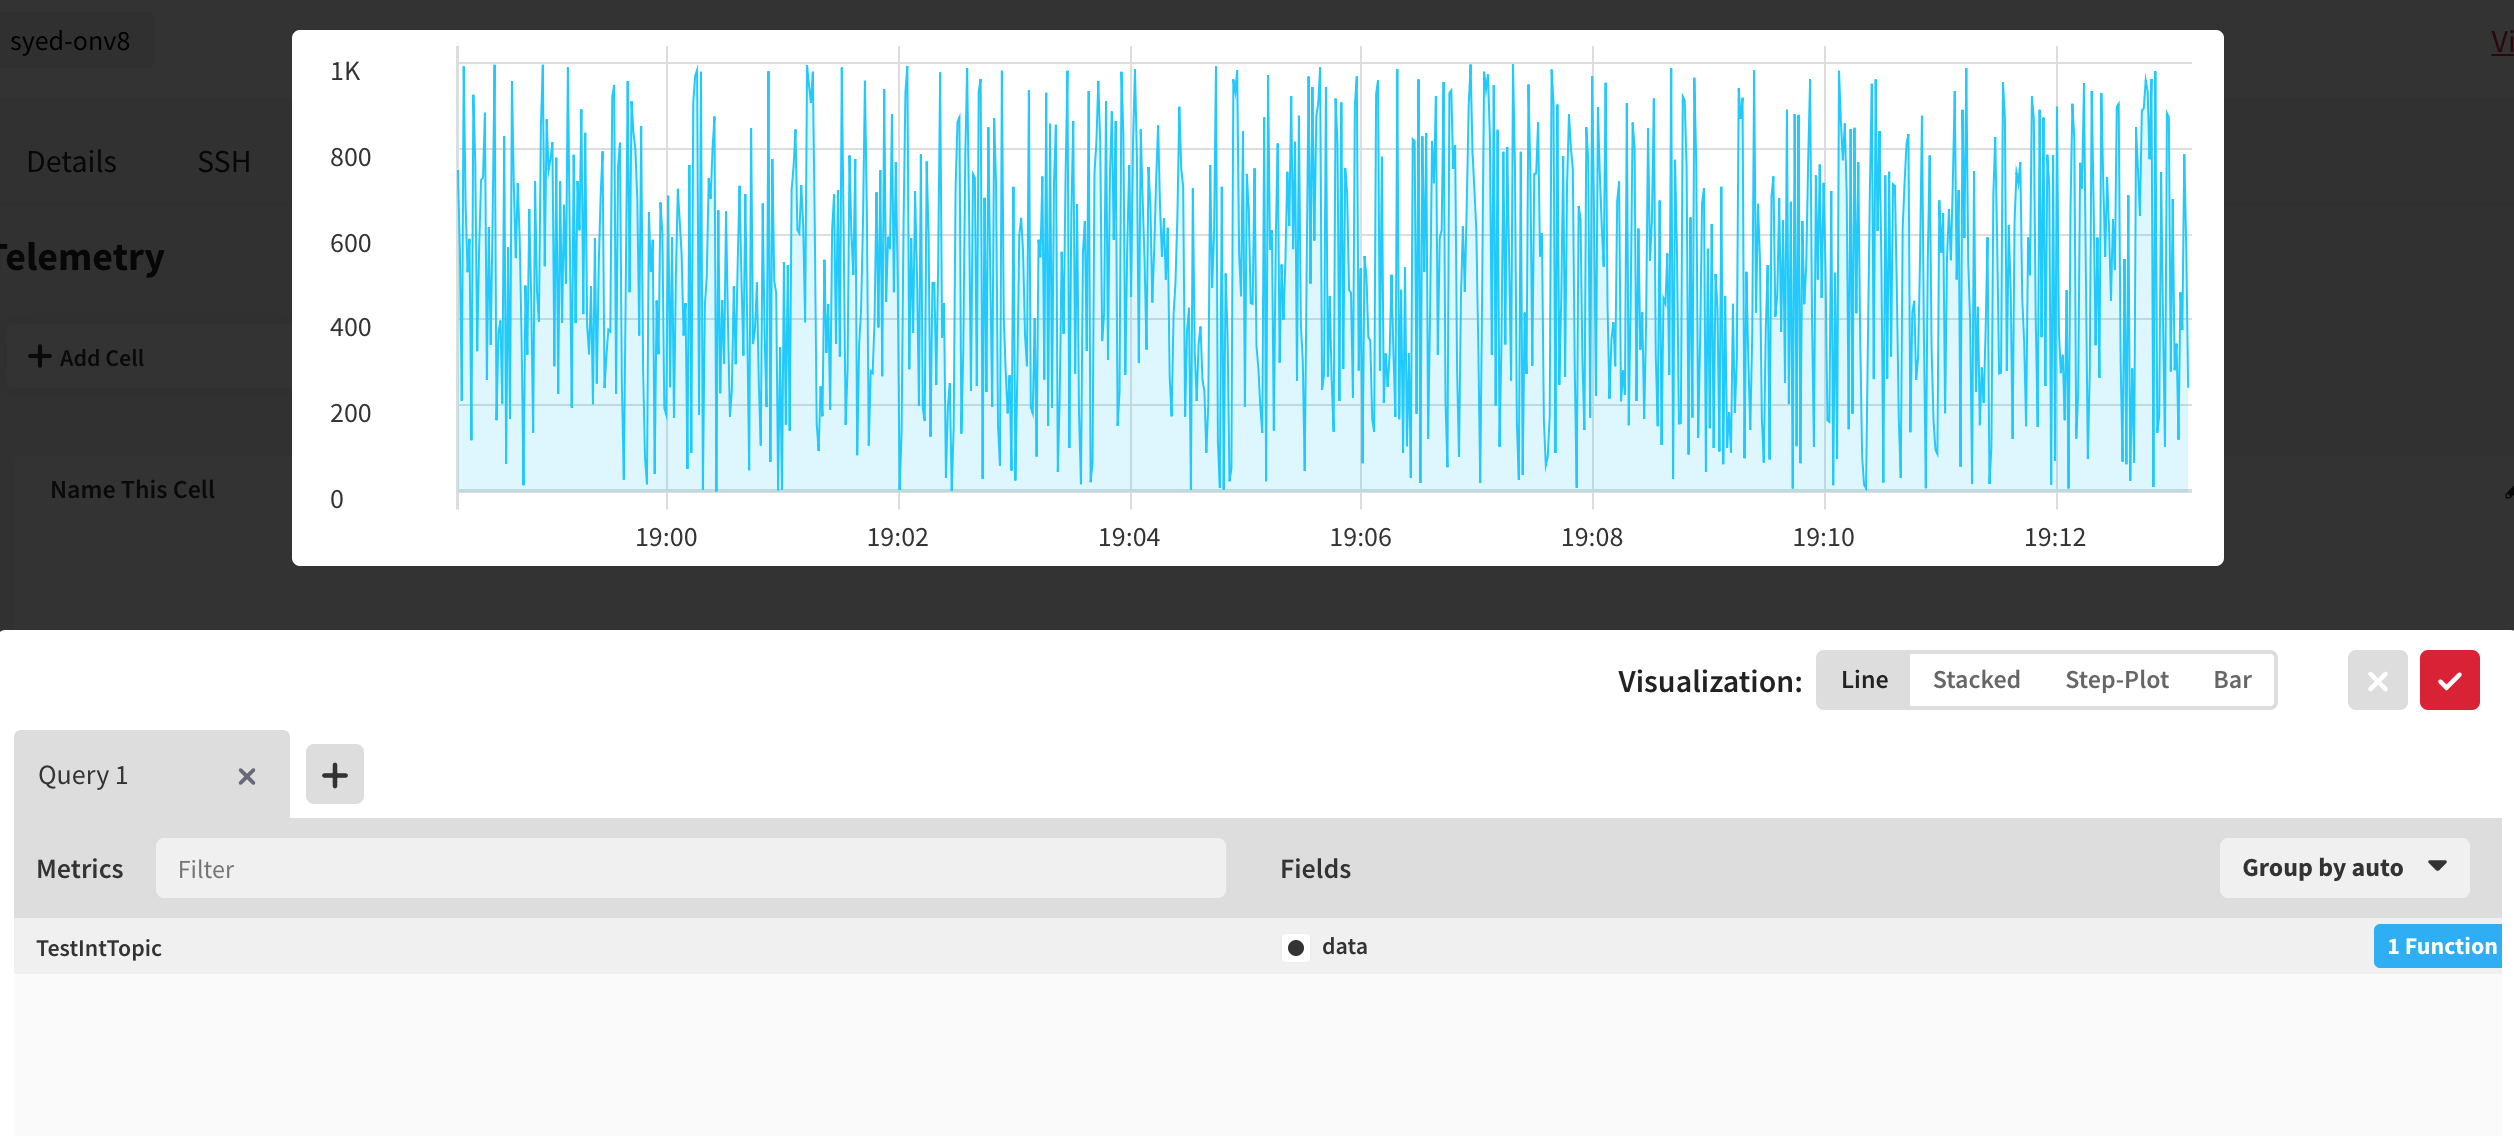 syed-onv8
Vi
Details
SSH
Telemetry
Add Cell
Name This Cell
1K
800
600
400
200
0
19:00 19:02 19:04 19:06 19:08 19:10 19:12
Visualization: Line Stacked Step-Plot Bar
Query 1
Metrics Filter Fields Group by auto
TestIntTopic data 1 Function